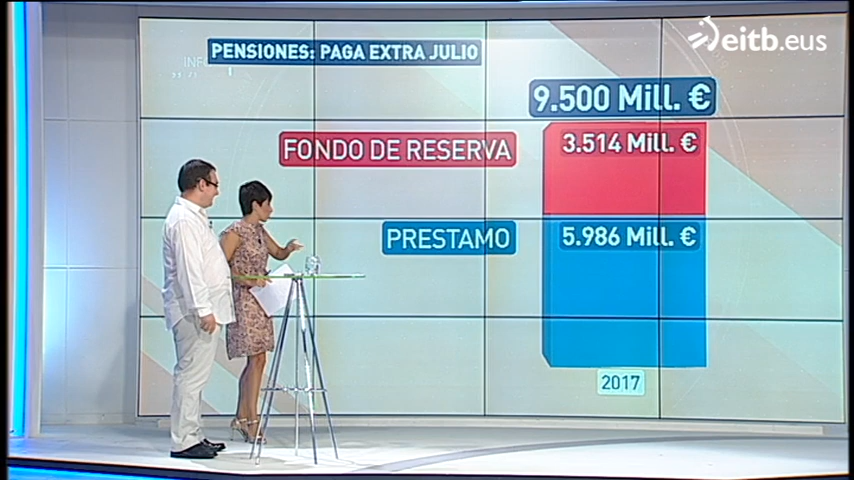 eitb.eus
PENSIONES: PAGA EXTRA JULIO
9.500 Mill. €
FONDO DE RESERVA
3.514 Mill. €
PRESTAMO
5.986 Mill. €
2017